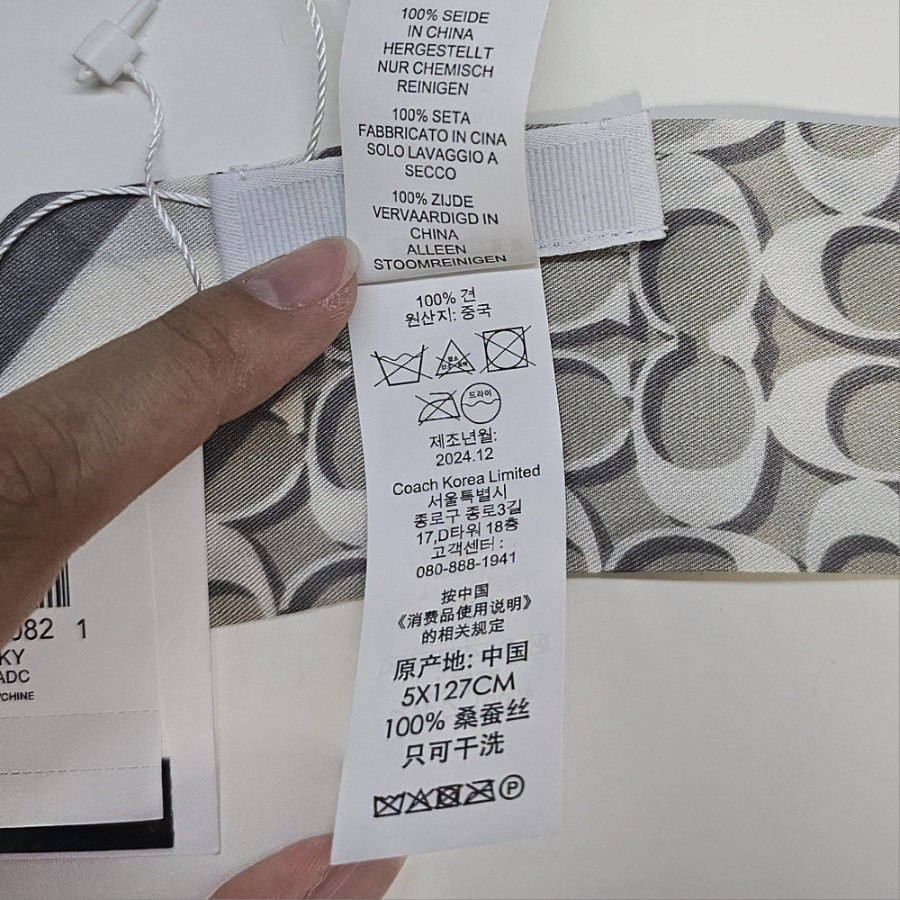 100% SEIDE
IN CHINA
HERGESTELLT
NUR CHEMISCH
REINIGEN
100% SETA
FABBRICATO IN CINA
SOLO LAVAGGIO A
SECCO
100% ZIJDE
VERVAARDIGD IN
CHINA
ALLEEN
STOOMREINIGEN
100% 견
원산지: 중국
드라이
제조년월:
2024.12
Coach Korea Limited
서울특별시
종로구 종로3길
17,D타워 18층
고객센터 :
080-888-1941
按中国
《消费品使用说明》
的相关规定
原产地: 中国
5X127CM
100% 桑蚕丝
只可干洗
P
082 1
KY
ADC
CHINE